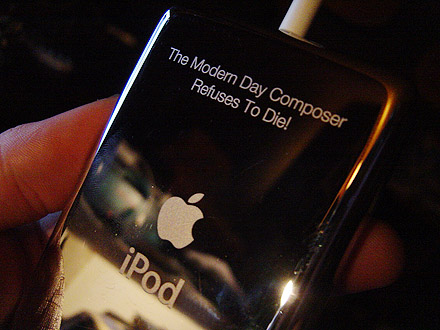 The Modern Day Composer
Refuses To Die!
iPod